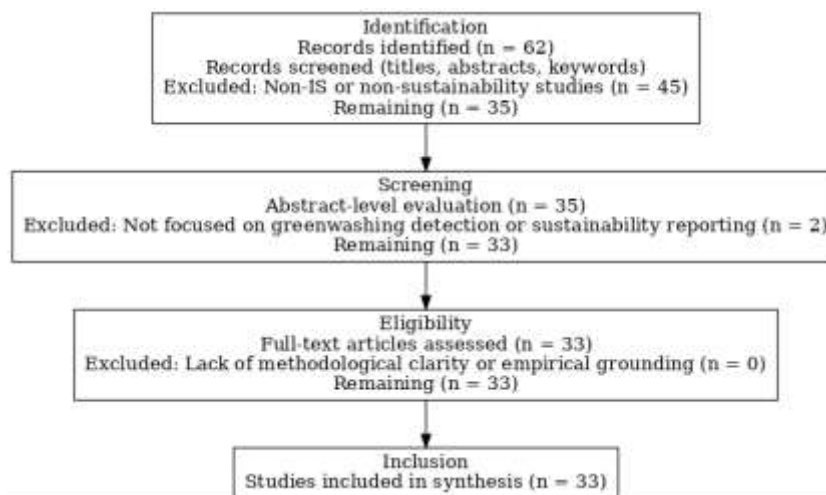 Identification
Records identified (n = 62)
Records screened (titles, abstracts, keywords)
Excluded: Non-IS or non-sustainability studies (n = 45)
Remaining (n = 35)
Screening
Abstract-level evaluation (n = 35)
Excluded: Not focused on greenwashing detection or sustainability reporting (n = 2)
Remaining (n = 33)
Eligibility
Full-text articles assessed (n = 33)
Excluded: Lack of methodological clarity or empirical grounding (n = 0)
Remaining (n = 33)
Inclusion
Studies included in synthesis (n = 33)